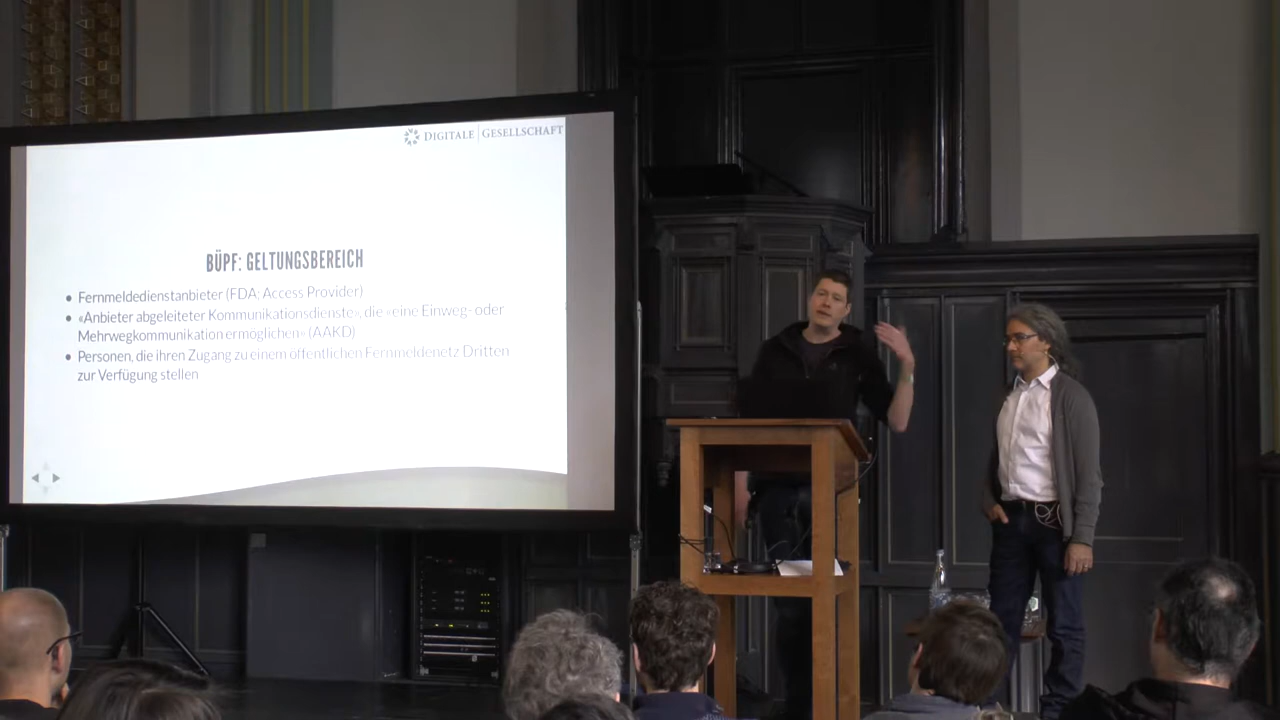 DIGITALE GESELLSCHAFT
BÜPF: GELTUNGSBEREICH
• Fernmeldedienstanbieter (FDA: Access Provider)
• «Anbieter abgeleiteter Kommunikationsdienste», die «eine Einweg- oder
Mehrwegkommunikation ermöglichen» (AAKD)
• Personen, die ihren Zugang zu einem öffentlichen Fernmeldenetz Dritten
zur Verfügung stellen